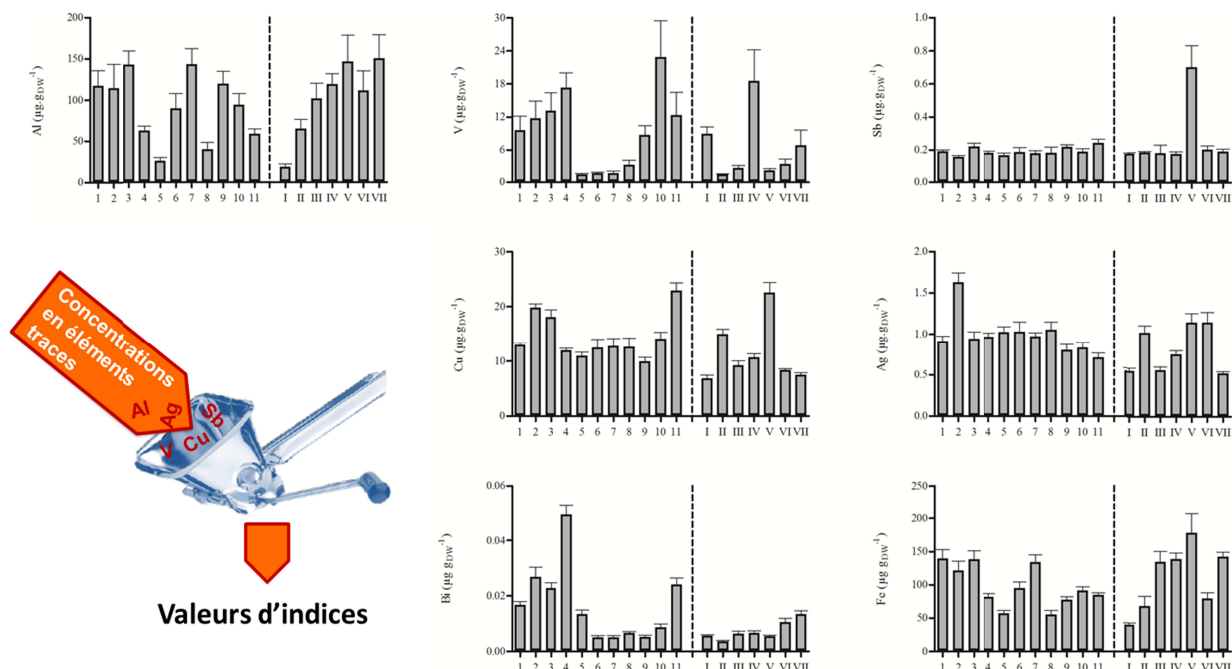 200
150
100
50
0
Al (µg.gDW⁻¹)
1 2 3 4 5 6 7 8 9 10 11 I II III IV V VI VII
30
24
18
12
6
0
V (µg.gDW⁻¹)
1 2 3 4 5 6 7 8 9 10 11 I II III IV V VI VII
1.0
0.8
0.6
0.4
0.2
0.0
Sb (µg.gDW⁻¹)
1 2 3 4 5 6 7 8 9 10 11 I II III IV V VI VII
Concentrations
en éléments
traces
Al
Ag
Sb
V
Cu
Valeurs d’indices
30
20
10
0
Cu (µg.gDW⁻¹)
1 2 3 4 5 6 7 8 9 10 11 I II III IV V VI VII
2.0
1.5
1.0
0.5
0.0
Ag (µg.gDW⁻¹)
1 2 3 4 5 6 7 8 9 10 11 I II III IV V VI VII
0.06
0.04
0.02
0.00
Bi (µg gDW⁻¹)
1 2 3 4 5 6 7 8 9 10 11 I II III IV V VI VII
250
200
150
100
50
0
Fe (µg gDW⁻¹)
1 2 3 4 5 6 7 8 9 10 11 I II III IV V VI VII